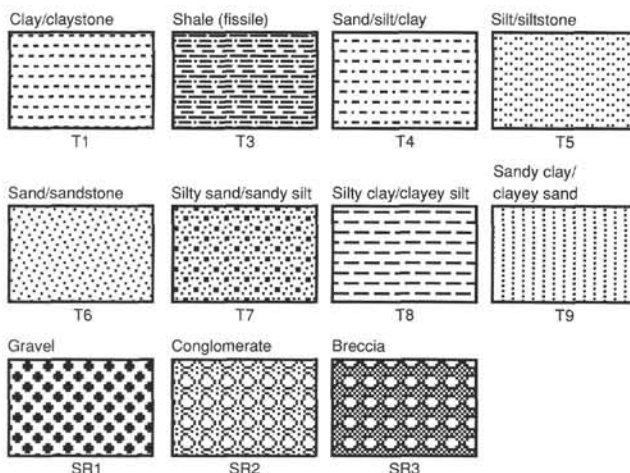 Clay/claystone
Shale (fissile)
Sand/silt/clay
Silt/siltstone
T1
T3
T4
T5
Sand/sandstone
Silty sand/sandy silt
Silty clay/clayey silt
Sandy clay/
clayey sand
T6
T7
T8
T9
Gravel
Conglomerate
Breccia
SR1
SR2
SR3